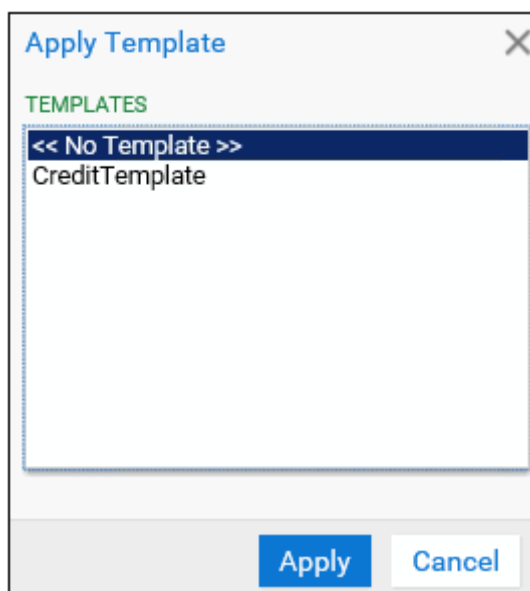 Apply Template
TEMPLATES
<< No Template >>
CreditTemplate
Apply
Cancel